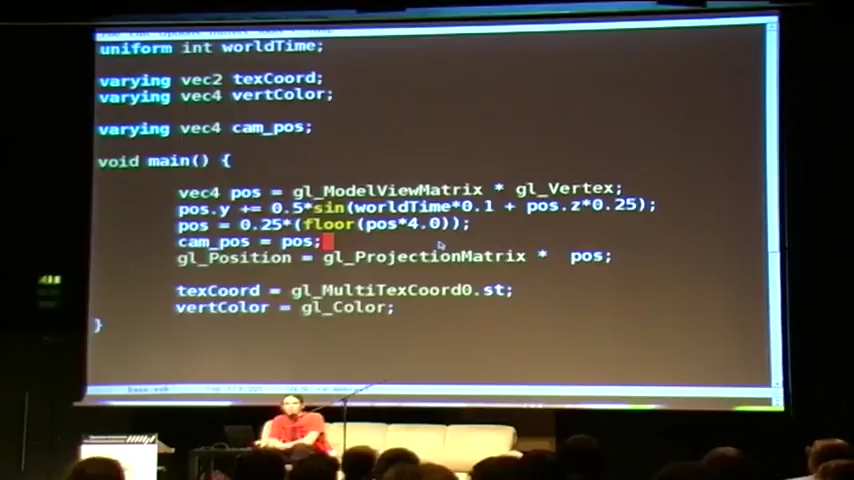 uniform int worldTime;
varying vec2 texCoord;
varying vec4 vertColor;
varying vec4 cam_pos;
void main() {
vec4 pos = gl_ModelViewMatrix * gl_Vertex;
pos.y += 0.5*sin(worldTime*0.1 + pos.z*0.25);
pos = 0.25*(floor(pos*4.0));
cam_pos = pos;
gl_Position = gl_ProjectionMatrix * pos;
texCoord = gl_MultiTexCoord0.st;
vertColor = gl_Color;
}